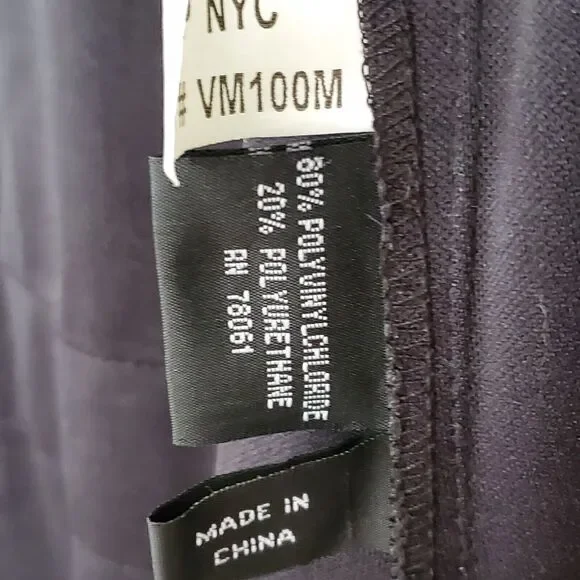 NYC
# VM100M
80% POLYVINYLCHLORIDE
20% POLYURETHANE
RN 78061
MADE IN
CHINA